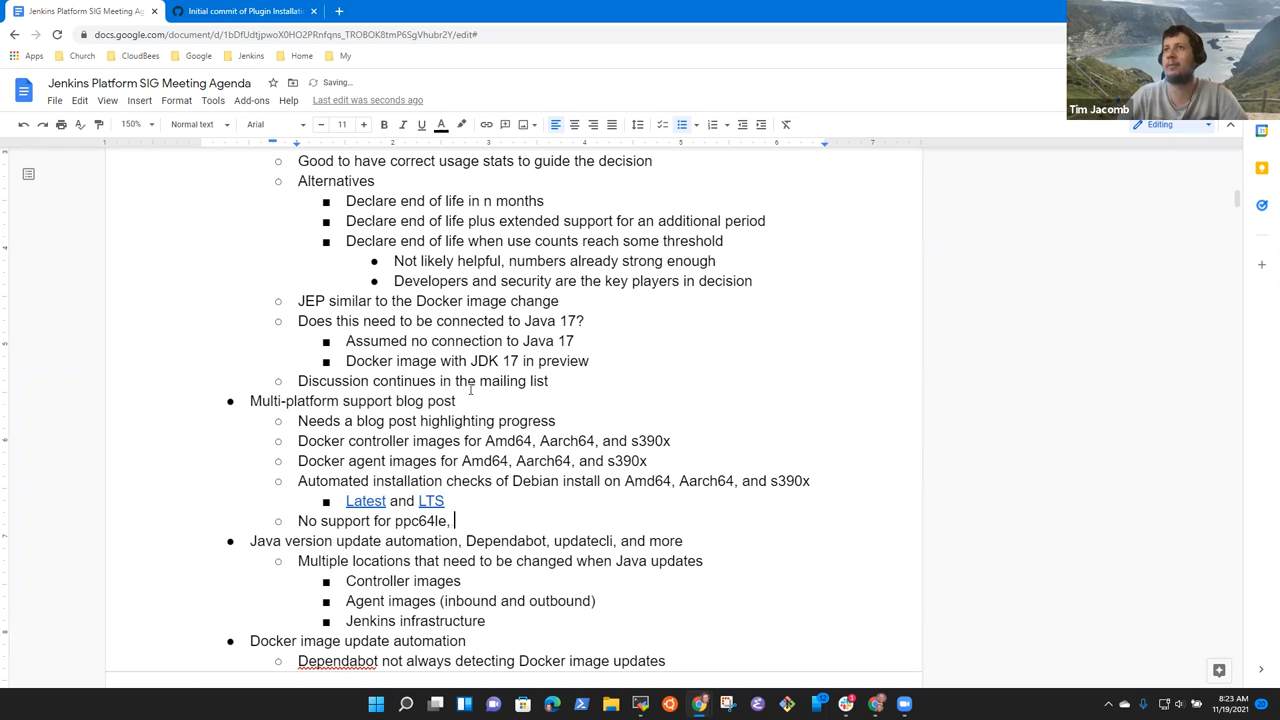 Jenkins Platform SIG Meeting Ag
Initial commit of Plugin Installatio
docs.google.com/document/d/1bDfUdtjpwoX0HO2PRnfqns_TROBOK8tmP6SgVhubr2Y/edit#
Apps Church CloudBees Google Jenkins Home My
Tim Jacomb
Jenkins Platform SIG Meeting Agenda
Saving...
File Edit View Insert Format Tools Add-ons Help Last edit was seconds ago
150% Normal text Arial 11 Editing
1 1 2 3 4 5 6 7
Good to have correct usage stats to guide the decision
Alternatives
Declare end of life in n months
Declare end of life plus extended support for an additional period
Declare end of life when use counts reach some threshold
Not likely helpful, numbers already strong enough
Developers and security are the key players in decision
JEP similar to the Docker image change
Does this need to be connected to Java 17?
Assumed no connection to Java 17
Docker image with JDK 17 in preview
Discussion continues in the mailing list
Multi-platform support blog post
Needs a blog post highlighting progress
Docker controller images for Amd64, Aarch64, and s390x
Docker agent images for Amd64, Aarch64, and s390x
Automated installation checks of Debian install on Amd64, Aarch64, and s390x
Latest and LTS
No support for ppc64le,
Java version update automation, Dependabot, updatecli, and more
Multiple locations that need to be changed when Java updates
Controller images
Agent images (inbound and outbound)
Jenkins infrastructure
Docker image update automation
Dependabot not always detecting Docker image updates
8:23 AM
11/19/2021